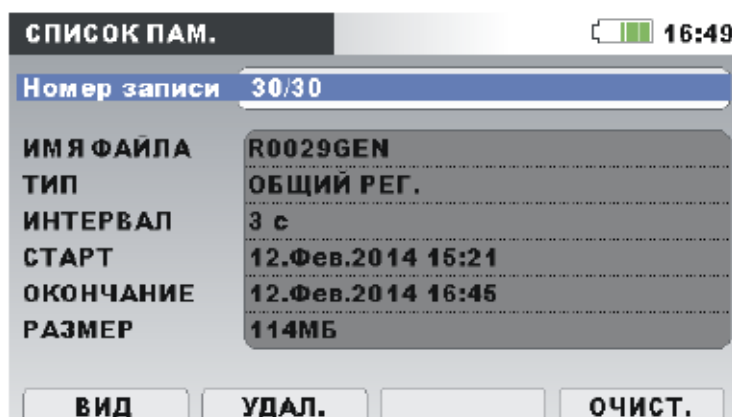 СПИСОК ПАМ. 16:49
Номер записи 30/30
ИМЯ ФАЙЛА R0029GEN
ТИП ОБЩИЙ РЕГ.
ИНТЕРВАЛ 3 с
СТАРТ 12.Фев.2014 15:21
ОКОНЧАНИЕ 12.Фев.2014 16:45
РАЗМЕР 114МБ
ВИД УДАЛ. ОЧИСТ.